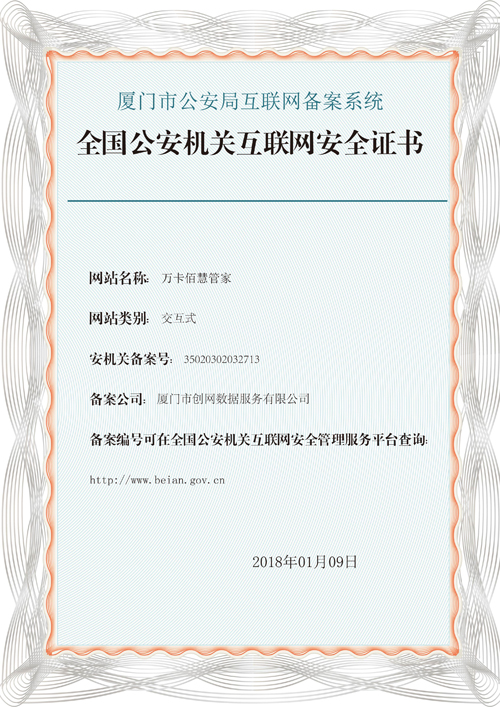 厦门市公安局互联网备案系统
全国公安机关互联网安全证书
网站名称: 万卡佰慧管家
网站类别: 交互式
安机关备案号: 35020302032713
备案公司: 厦门市创网数据服务有限公司
备案编号可在全国公安机关互联网安全管理服务平台查询:
http://www.beian.gov.cn
2018年01月09日